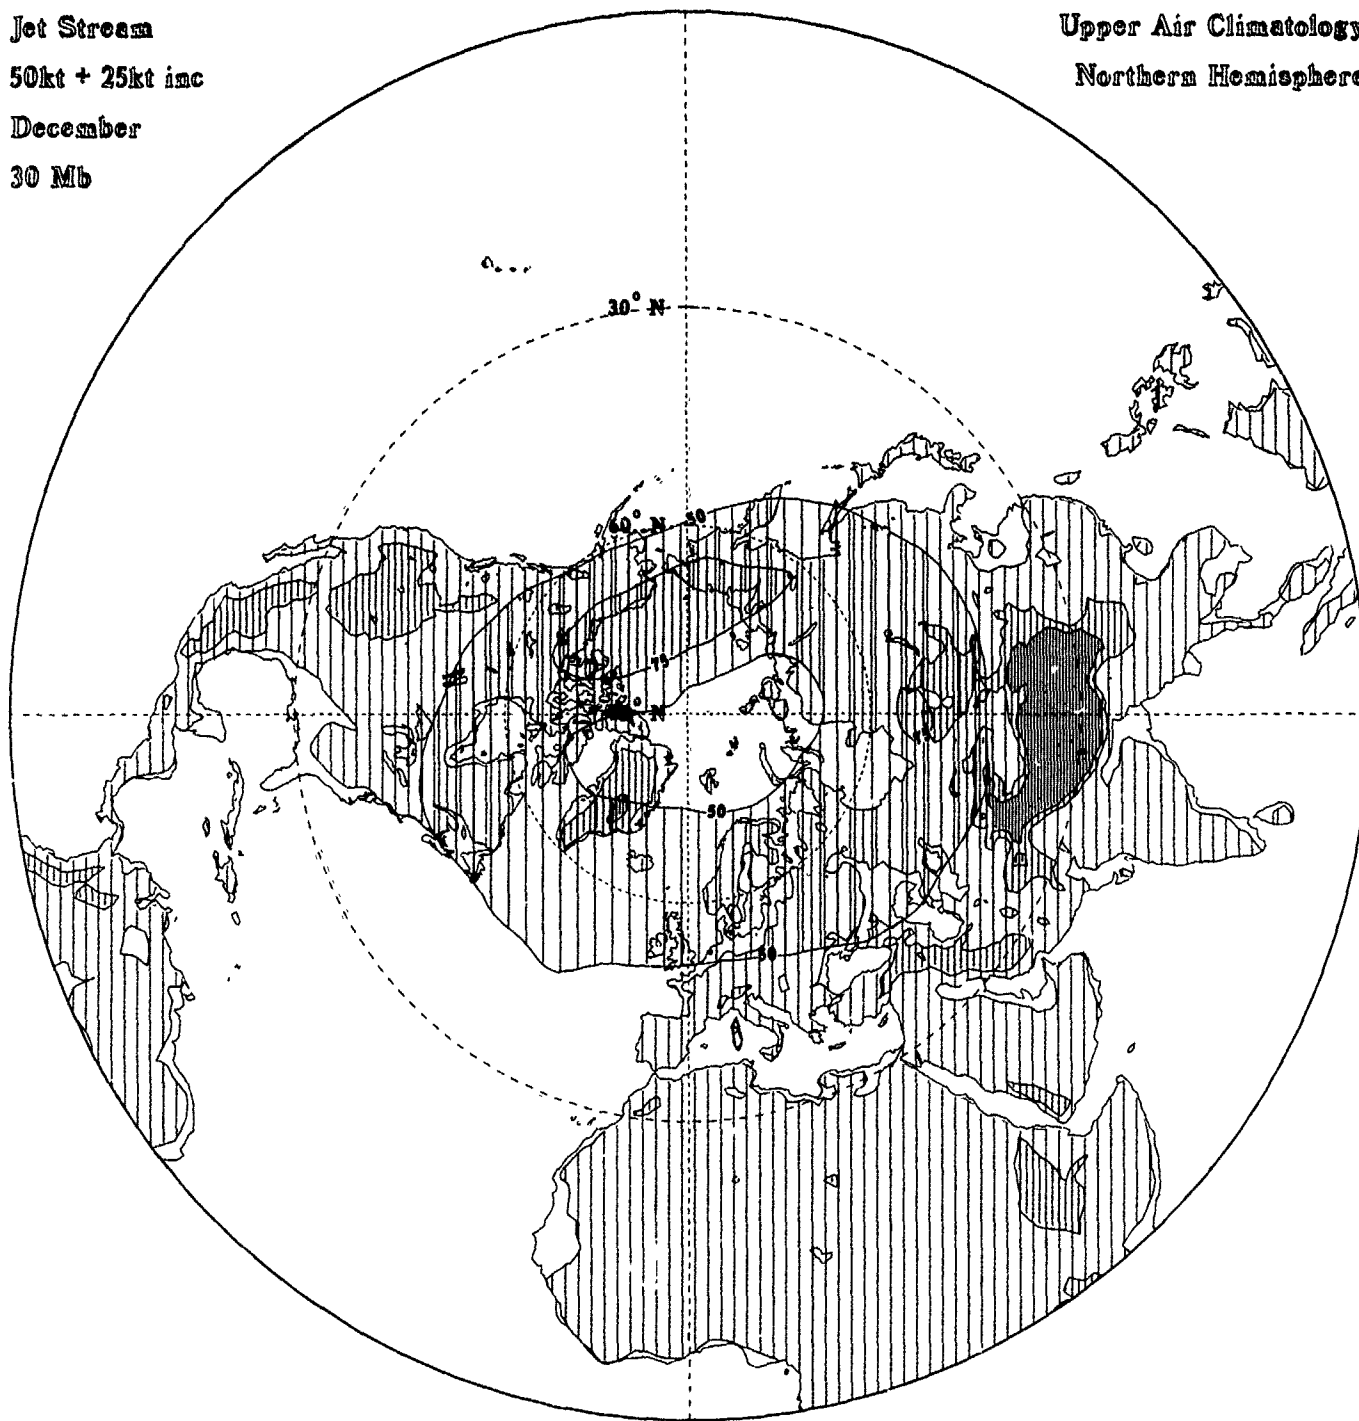 Jet Stream
50kt + 25kt inc
December
30 Mb
Upper Air Climatology
Northern Hemisphere
30° N
60° N
50
75
° N
50
50